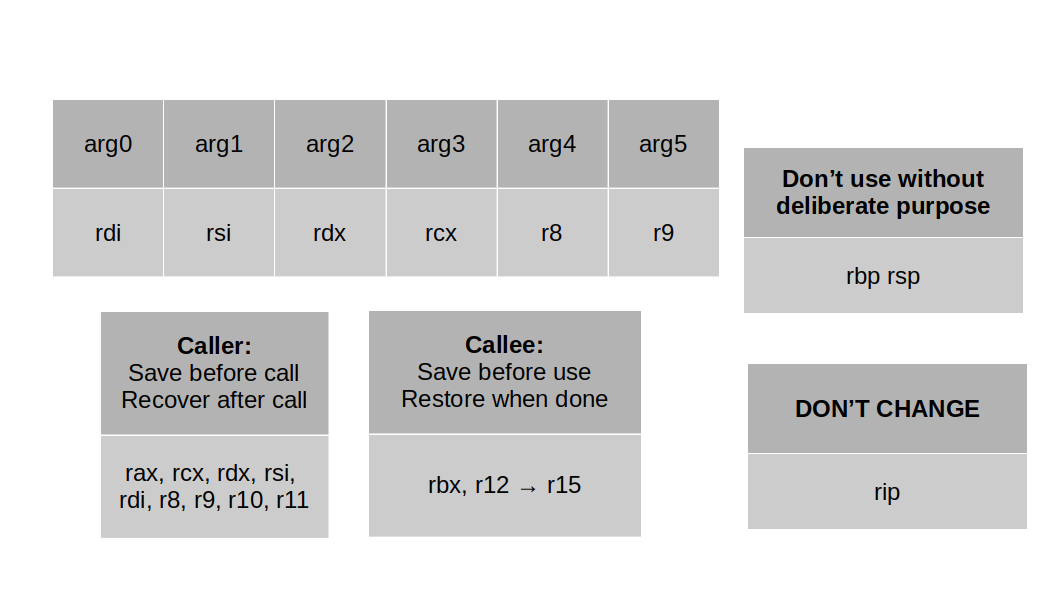 arg0 arg1 arg2 arg3 arg4 arg5
rdi rsi rdx rcx r8 r9
Don’t use without
deliberate purpose
rbp rsp
Caller:
Save before call
Recover after call
rax, rcx, rdx, rsi,
rdi, r8, r9, r10, r11
Callee:
Save before use
Restore when done
rbx, r12 → r15
DON’T CHANGE
rip